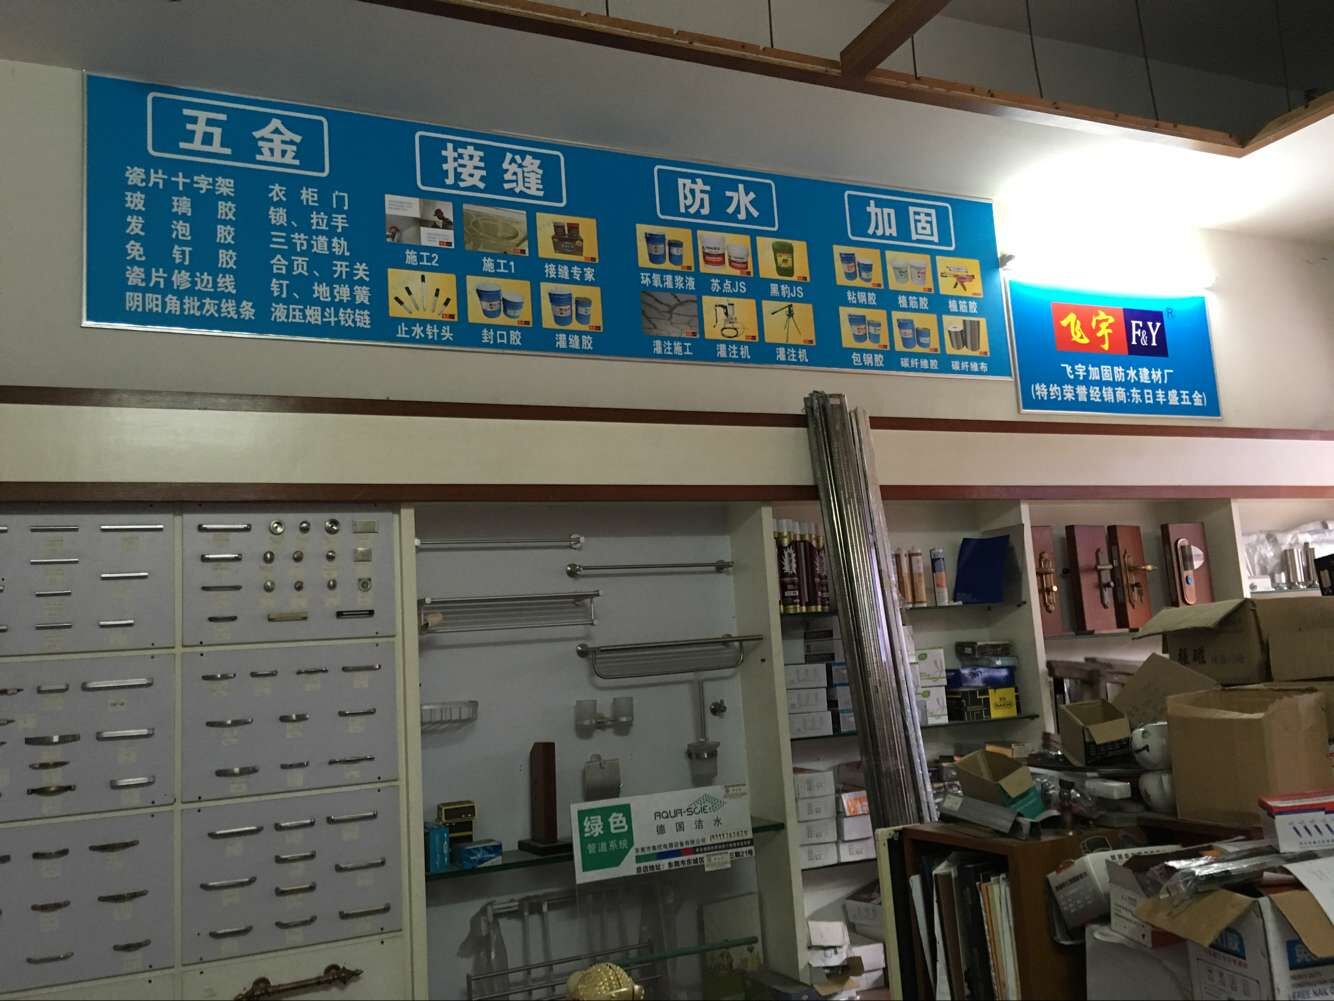 五金
瓷片十字架
玻璃胶
发泡胶
免钉胶
瓷片修边线
阴阳角批灰线条
衣柜门
锁、拉手
三节道轨
合页、开关
钉、地弹簧
液压烟斗铰链
接缝
施工2 施工1 接缝专家
止水针头 封口胶 灌缝胶
防水
环氧灌浆液 苏点JS 黑豹JS
灌注施工 灌注机 灌注机
加固
粘钢胶 植筋胶 植筋胶
包钢胶 碳纤维胶 碳纤维布
飞宇 F&Y R
飞宇加固防水建材厂
(特约荣誉经销商:东日丰盛五金)
绿色
管道系统
AQUA-SCIE
德国洁水